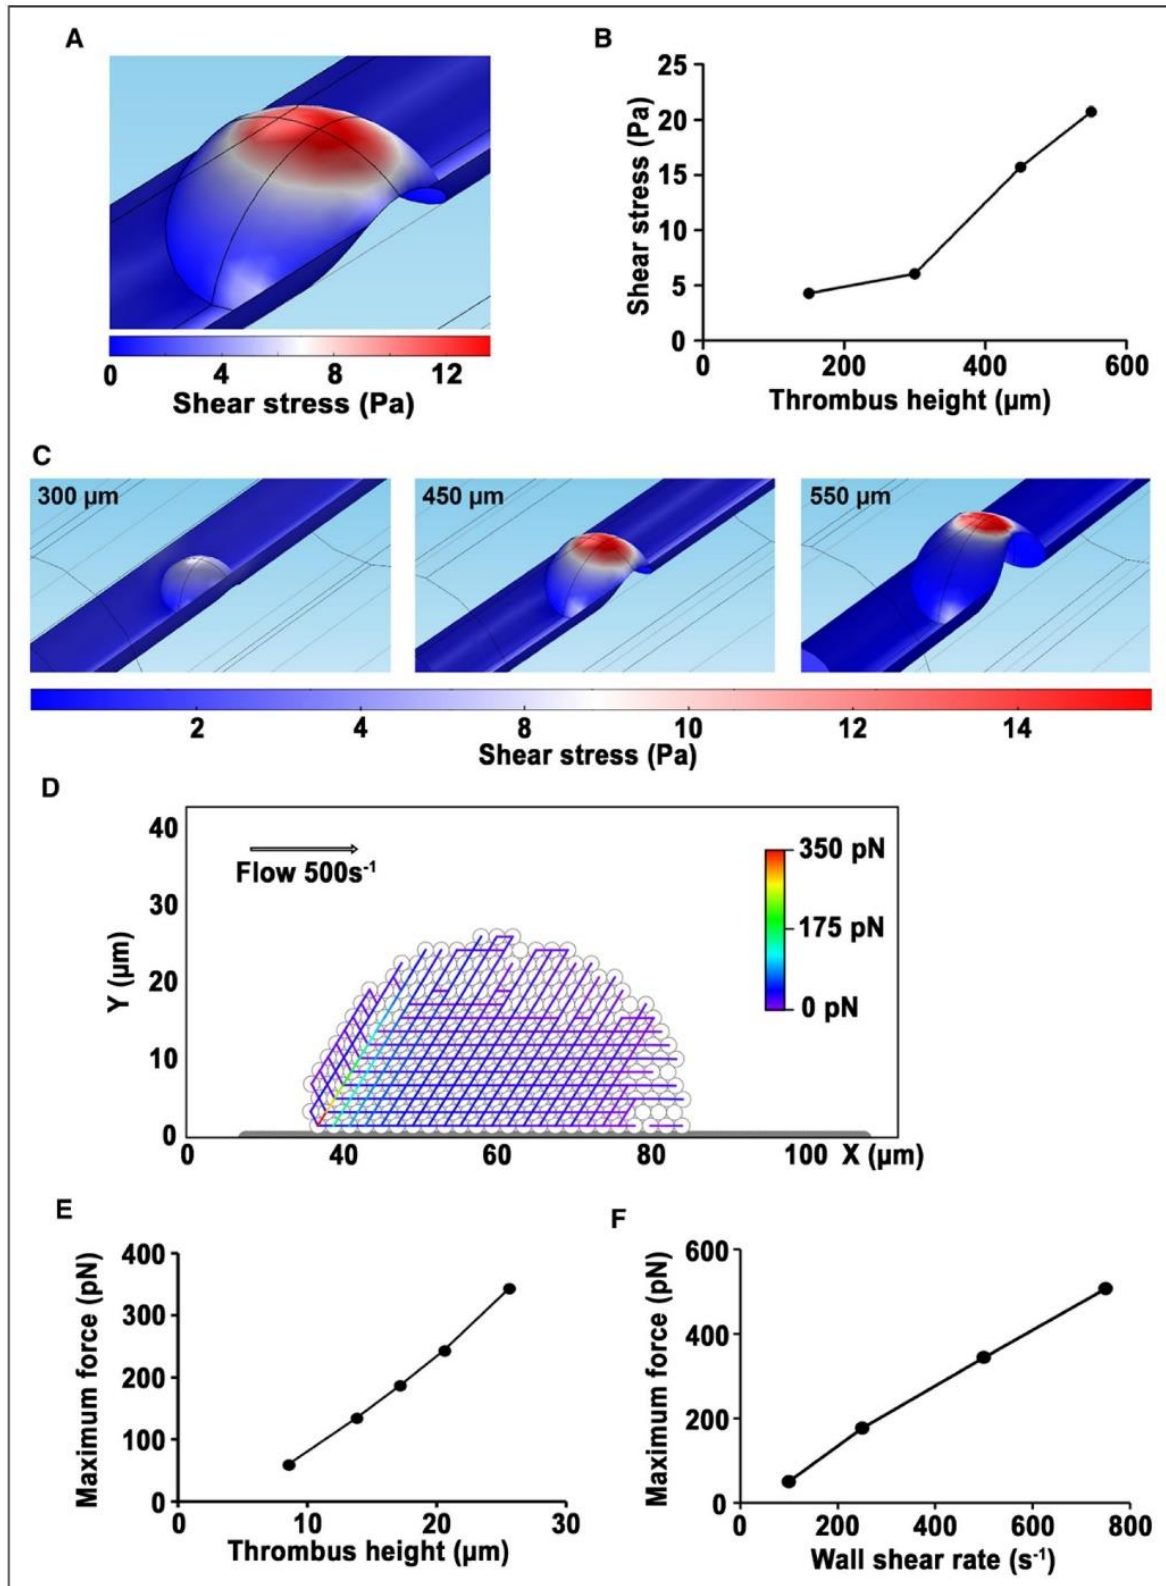 A
0 4 8 12
Shear stress (Pa)
B
25
20
15
10
5
0
Shear stress (Pa)
0 200 400 600
Thrombus height (µm)
C
300 µm
450 µm
550 µm
2 4 8 10 12 14
Shear stress (Pa)
D
40
30
20
10
0
Y (µm)
Flow 500s⁻¹
350 pN
175 pN
0 pN
0 40 60 80 100 X (µm)
E
400
300
200
100
0
Maximum force (pN)
0 10 20 30
Thrombus height (µm)
F
600
400
200
0
Maximum force (pN)
0 200 400 600 800
Wall shear rate (s⁻¹)